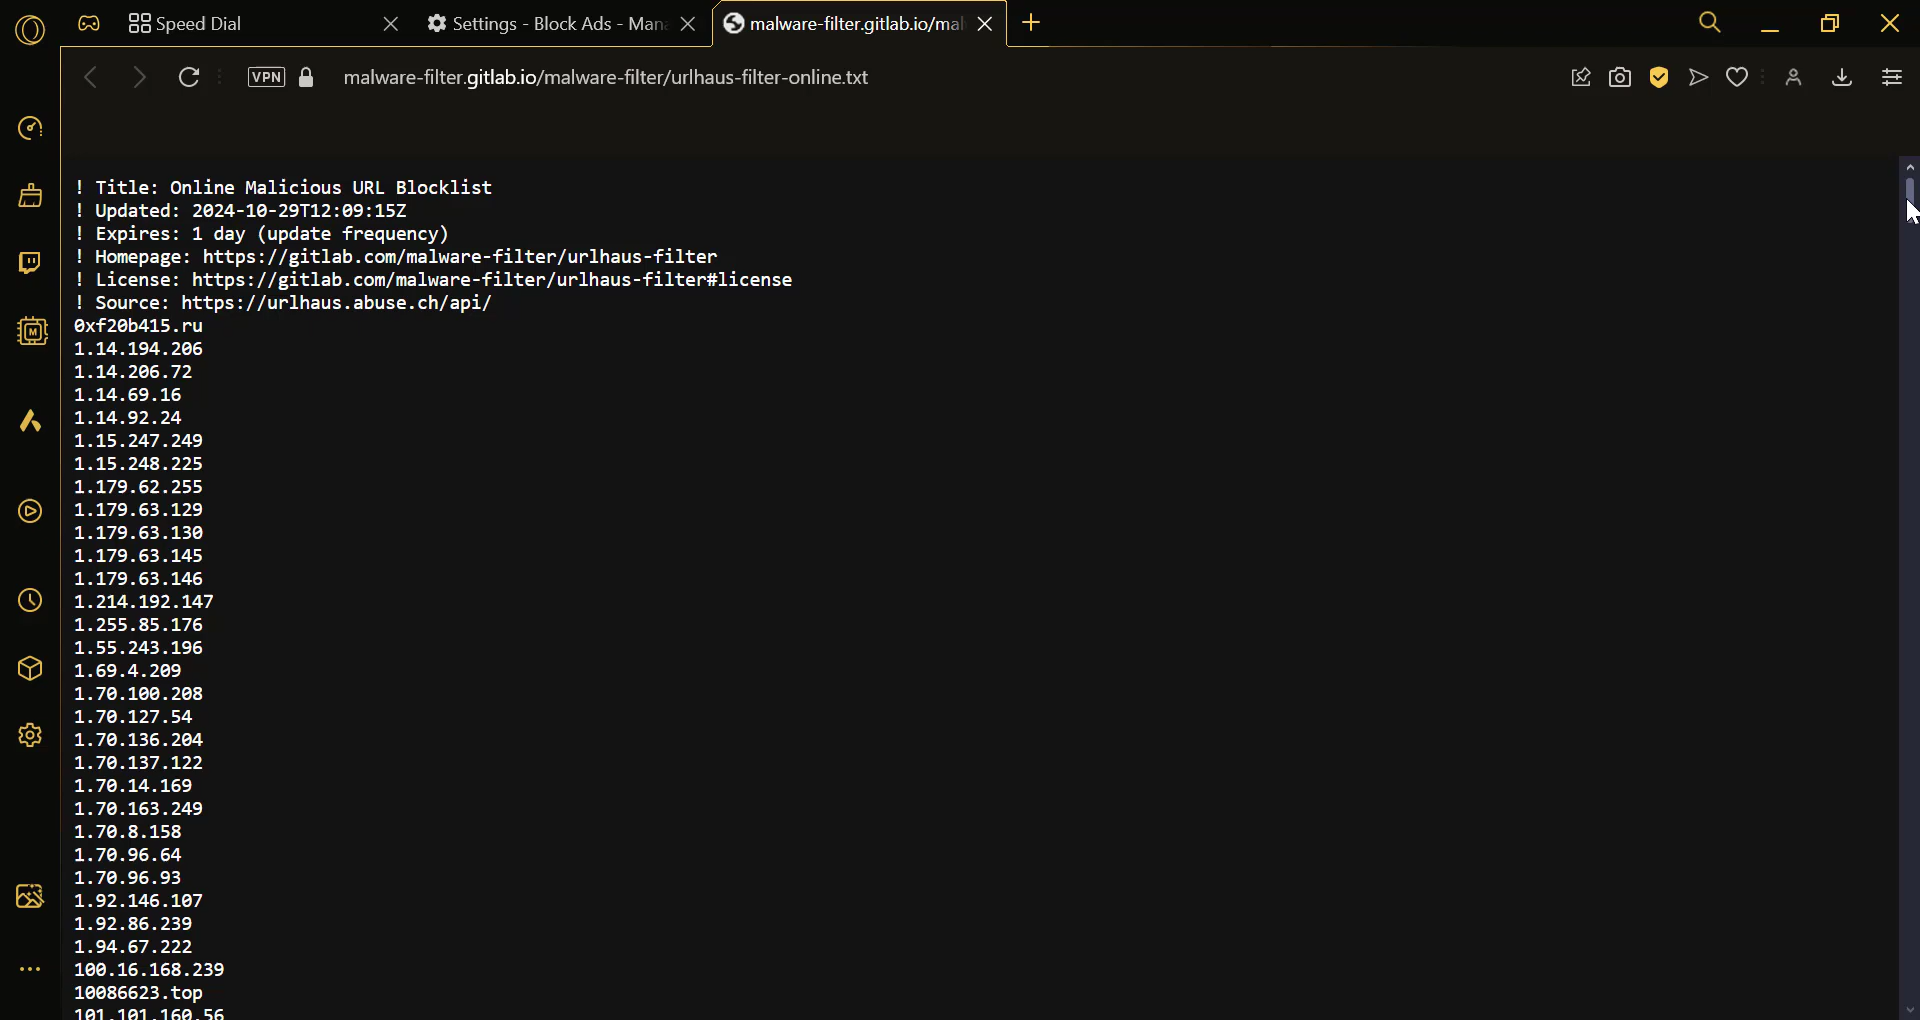 Speed Dial
Settings - Block Ads - Man
malware-filter.gitlab.io/mal
VPN
malware-filter.gitlab.io/malware-filter/urlhaus-filter-online.txt
! Title: Online Malicious URL Blocklist
! Updated: 2024-10-29T12:09:15Z
! Expires: 1 day (update frequency)
! Homepage: https://gitlab.com/malware-filter/urlhaus-filter
! License: https://gitlab.com/malware-filter/urlhaus-filter#license
! Source: https://urlhaus.abuse.ch/api/
0xf20b415.ru
1.14.194.206
1.14.206.72
1.14.69.16
1.14.92.24
1.15.247.249
1.15.248.225
1.179.62.255
1.179.63.129
1.179.63.130
1.179.63.145
1.179.63.146
1.214.192.147
1.255.85.176
1.55.243.196
1.69.4.209
1.70.100.208
1.70.127.54
1.70.136.204
1.70.137.122
1.70.14.169
1.70.163.249
1.70.8.158
1.70.96.64
1.70.96.93
1.92.146.107
1.92.86.239
1.94.67.222
100.16.168.239
10086623.top
101.101.160.56